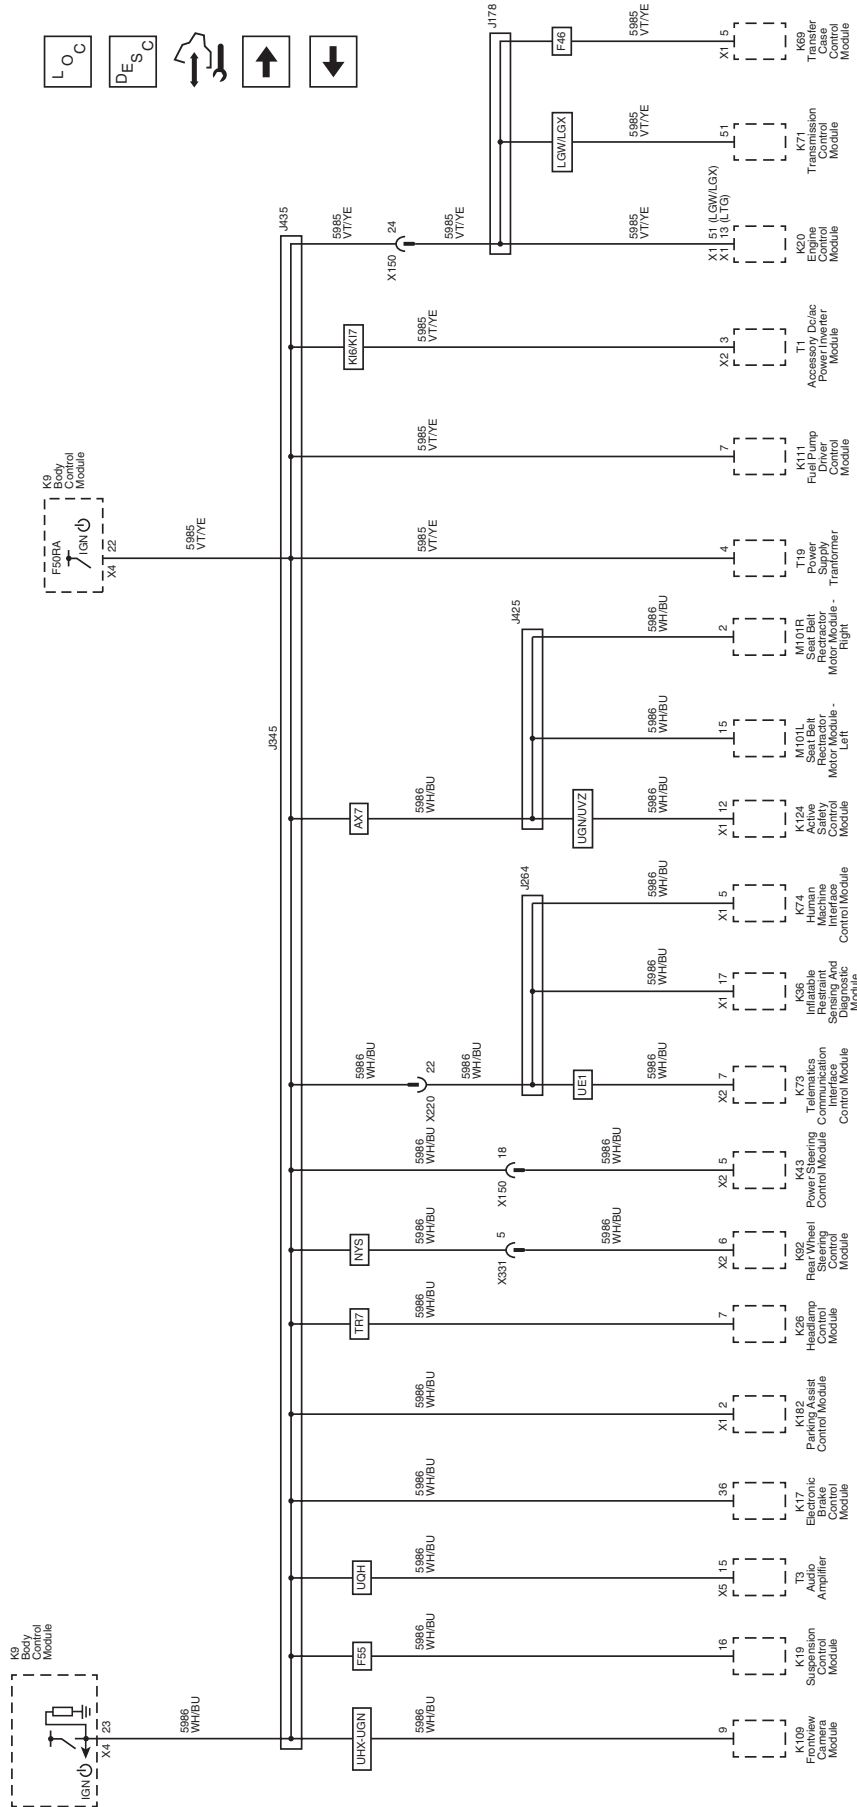 L O C
D E S C
K9
Body
Control
Module
IGN
X4 23
5986
WH/BU
K9
Body
Control
Module
F50RA
IGN
X4 22
5985
VT/YE
J345
J435
UHX-UGN
5986
WH/BU
9
K109
Frontview
Camera
Module
F55
5986
WH/BU
16
K19
Suspension
Control
Module
UQH
5986
WH/BU
X5 15
T3
Audio
Amplifier
5986
WH/BU
36
K17
Electronic
Brake
Control
Module
5986
WH/BU
X1 2
K182
Parking Assist
Control Module
TR7
5986
WH/BU
7
K26
Headlamp
Control
Module
NYS
5986
WH/BU
X331 5
5986
WH/BU
X2 6
K92
Rear Wheel
Steering
Control
Module
5986
WH/BU
X150 18
5986
WH/BU
X2 5
K43
Power Steering
Control Module
5986
WH/BU
X220 22
5986
WH/BU
J264
UE1
5986
WH/BU
X2 7
K73
Telematics
Communication
Interface
Control Module
5986
WH/BU
X1 17
K36
Inflatable
Restraint
Sensing And
Diagnostic
Module
5986
WH/BU
X1 5
K74
Human
Machine
Interface
Control Module
AX7
5986
WH/BU
J425
UGN/UVZ
5986
WH/BU
X1 12
K124
Active
Safety
Control
Module
5986
WH/BU
15
M101L
Seat Belt
Rectractor
Motor Module -
Left
5986
WH/BU
2
M101R
Seat Belt
Rectractor
Motor Module -
Right
5985
VT/YE
4
T19
Power
Supply
Tranformer
5985
VT/YE
7
K111
Fuel Pump
Driver
Control
Module
KI6/KI7
5985
VT/YE
X2 3
T1
Accessory Dc/ac
Power Inverter
Module
5985
VT/YE
X150 24
5985
VT/YE
J178
5985
VT/YE
X1 51 (LGW/LGX)
X1 13 (LTG)
K20
Engine
Control
Module
LGW/LGX
5985
VT/YE
51
K71
Transmission
Control
Module
F46
5985
VT/YE
X1 5
K69
Transfer
Case
Control
Module